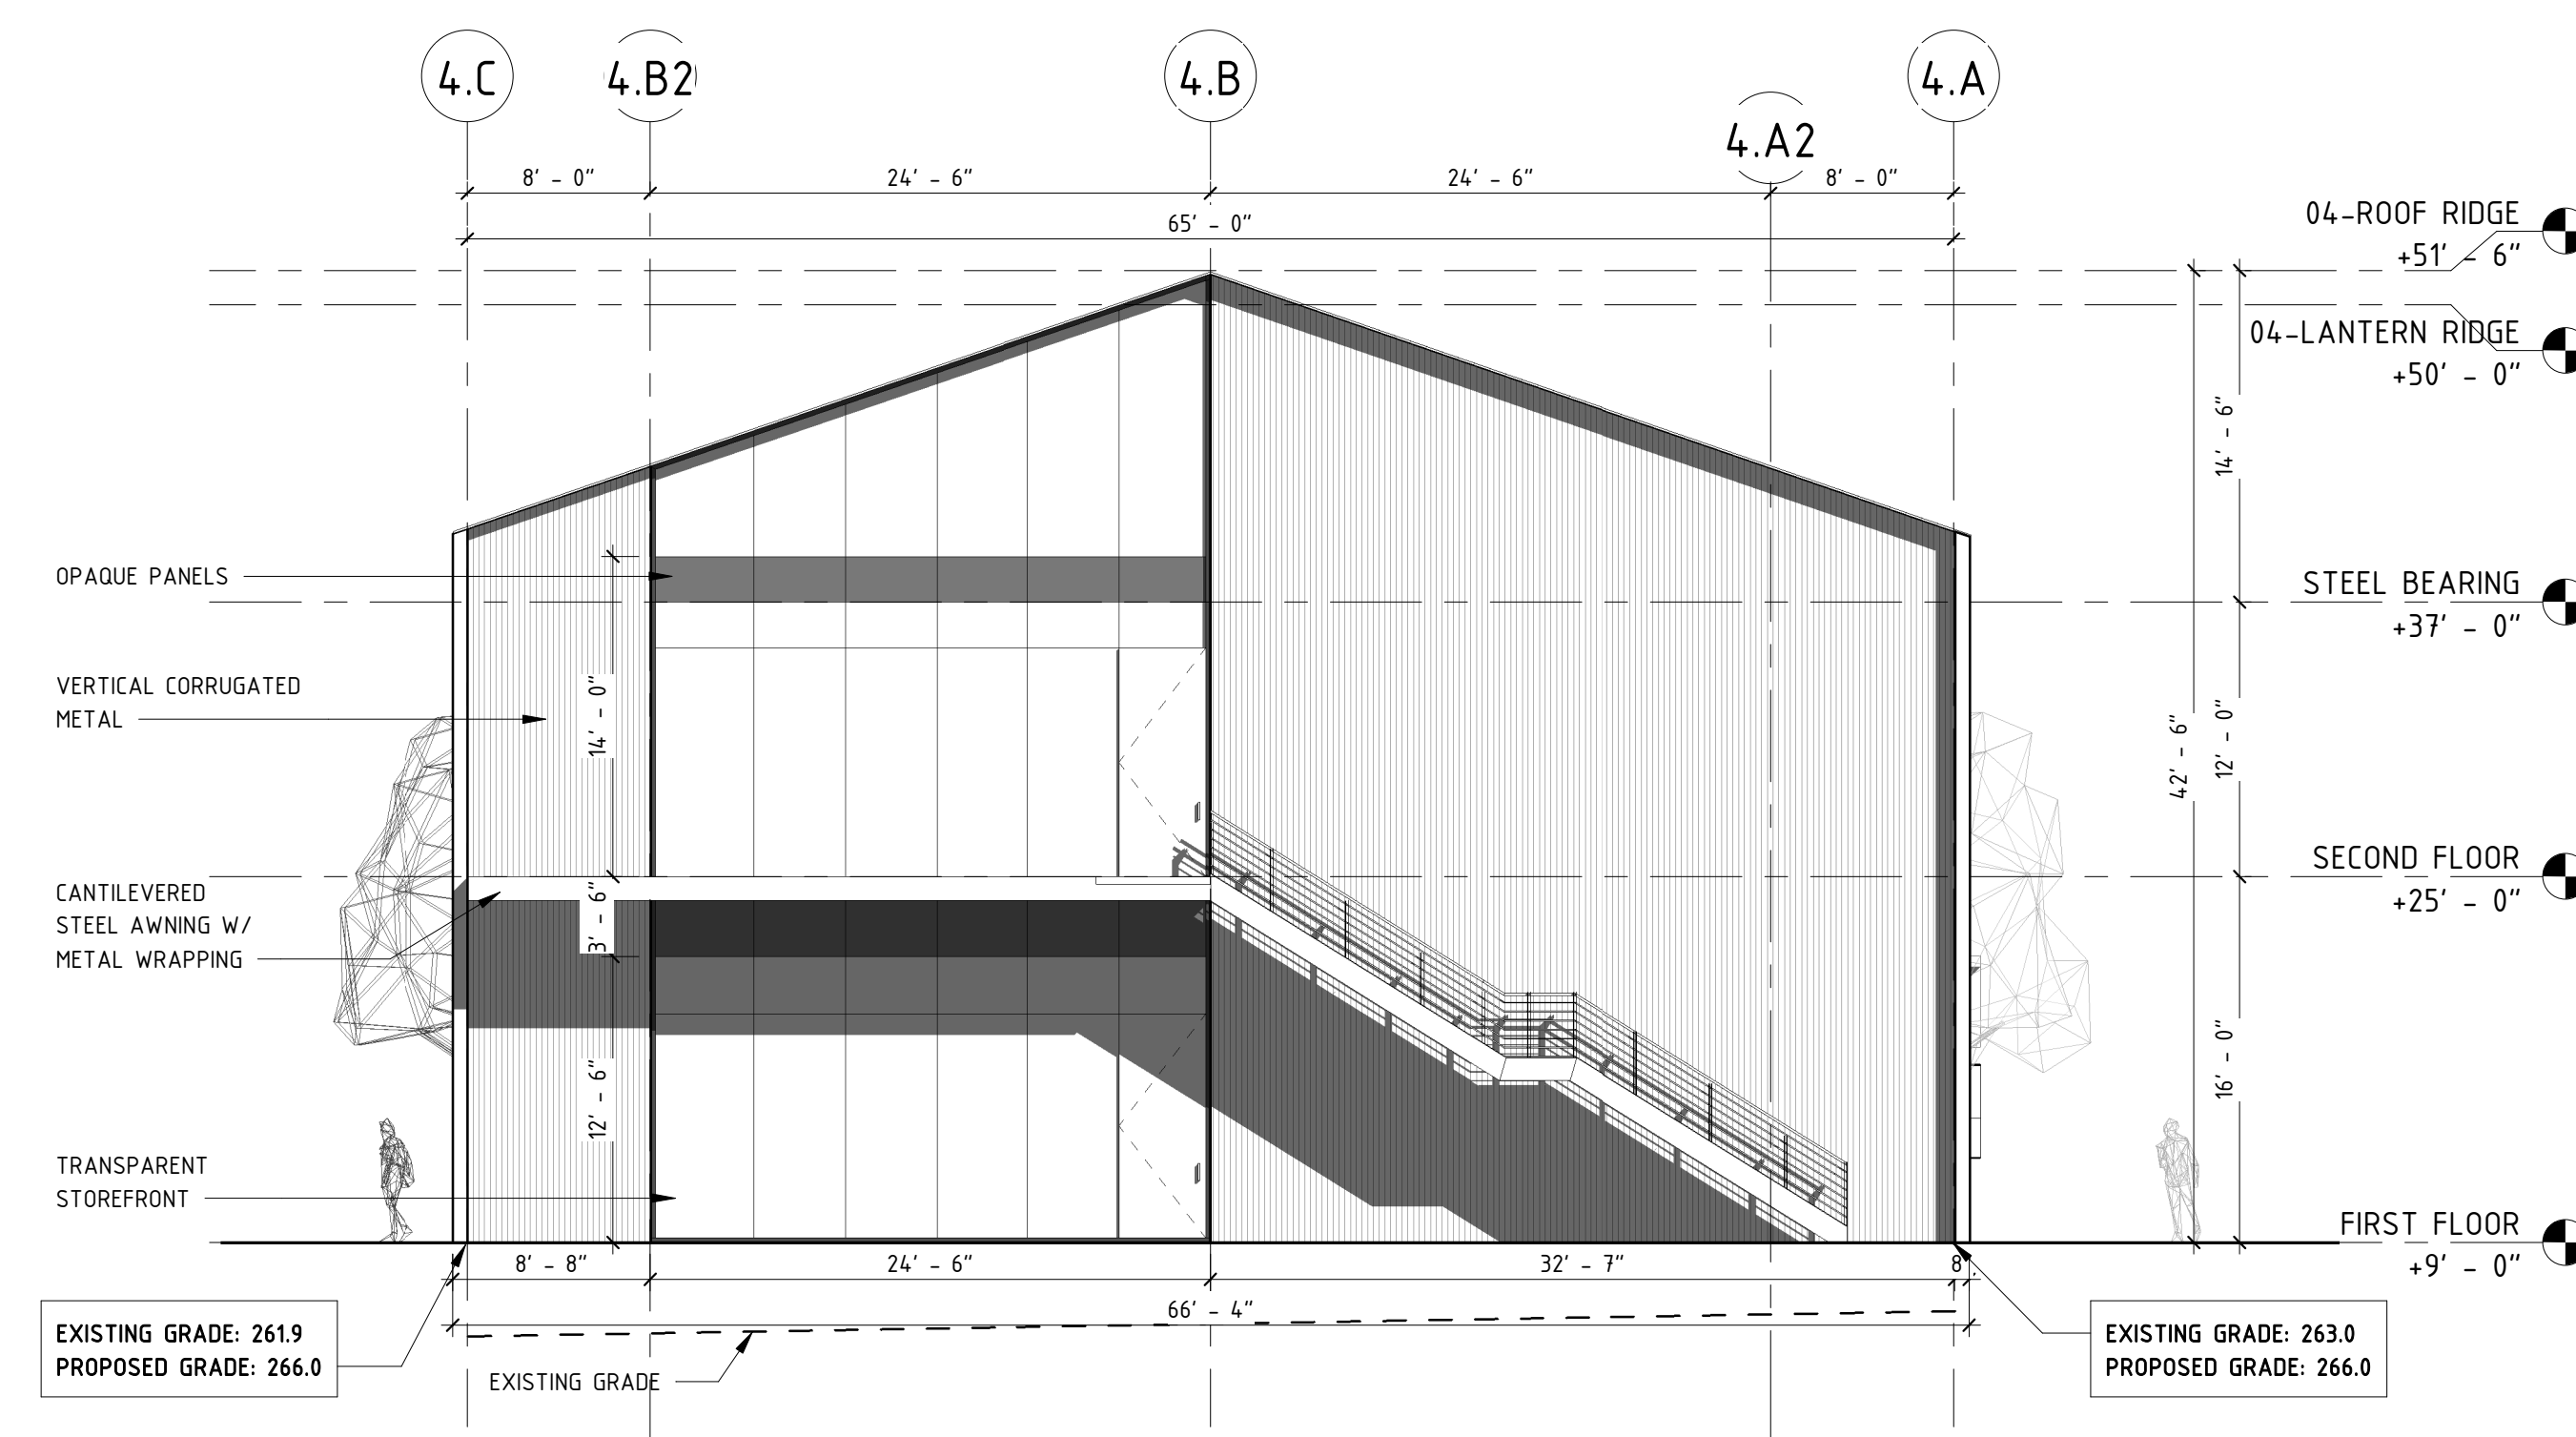 4.C
4.B2
4.B
4.A2
4.A
8' - 0"
24' - 6"
24' - 6"
8' - 0"
65' - 0"
04-ROOF RIDGE
+51' - 6"
04-LANTERN RIDGE
+50' - 0"
14' - 6"
OPAQUE PANELS
STEEL BEARING
+37' - 0"
VERTICAL CORRUGATED
METAL
14' - 0"
42' - 6"
12' - 0"
SECOND FLOOR
+25' - 0"
CANTILEVERED
STEEL AWNING W/
METAL WRAPPING
3' - 6"
16' - 0"
12' - 6"
TRANSPARENT
STOREFRONT
FIRST FLOOR
+9' - 0"
8' - 8"
24' - 6"
32' - 7"
8"
66' - 4"
EXISTING GRADE: 261.9
PROPOSED GRADE: 266.0
EXISTING GRADE
EXISTING GRADE: 263.0
PROPOSED GRADE: 266.0